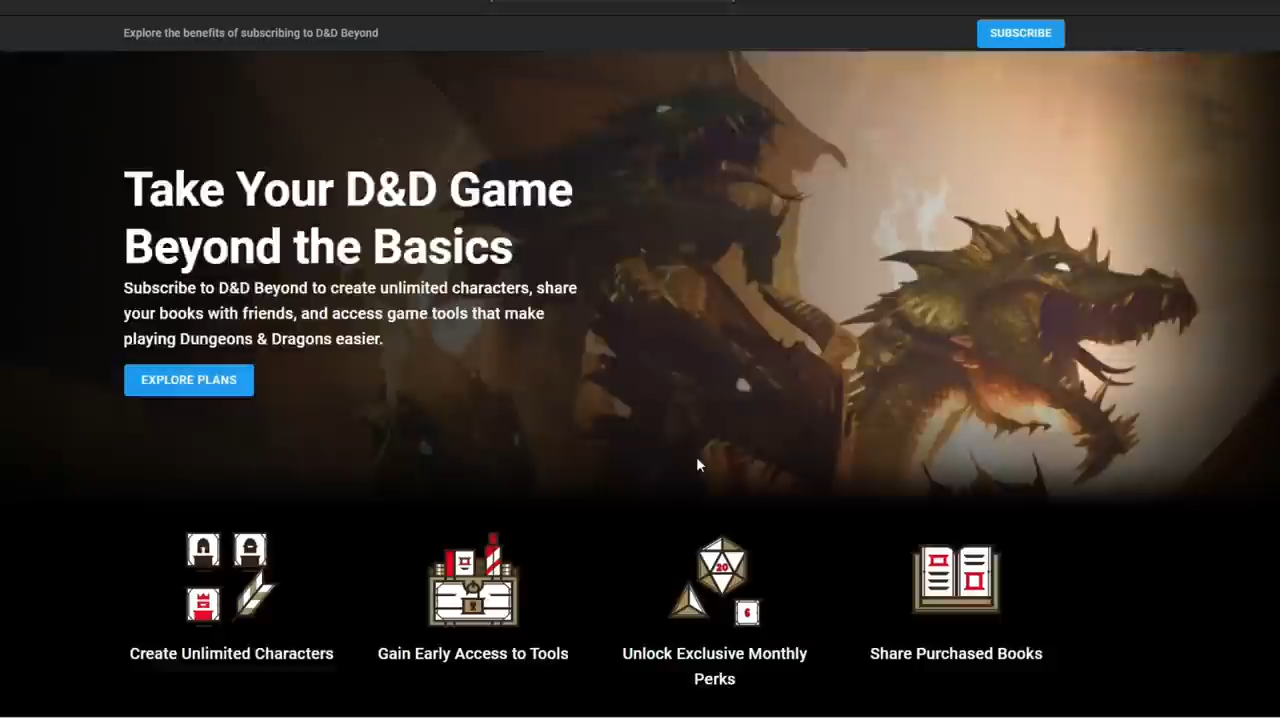 Explore the benefits of subscribing to D&D Beyond
SUBSCRIBE
Take Your D&D Game
Beyond the Basics
Subscribe to D&D Beyond to create unlimited characters, share
your books with friends, and access game tools that make
playing Dungeons & Dragons easier.
EXPLORE PLANS
20
6
Create Unlimited Characters
Gain Early Access to Tools
Unlock Exclusive Monthly
Perks
Share Purchased Books